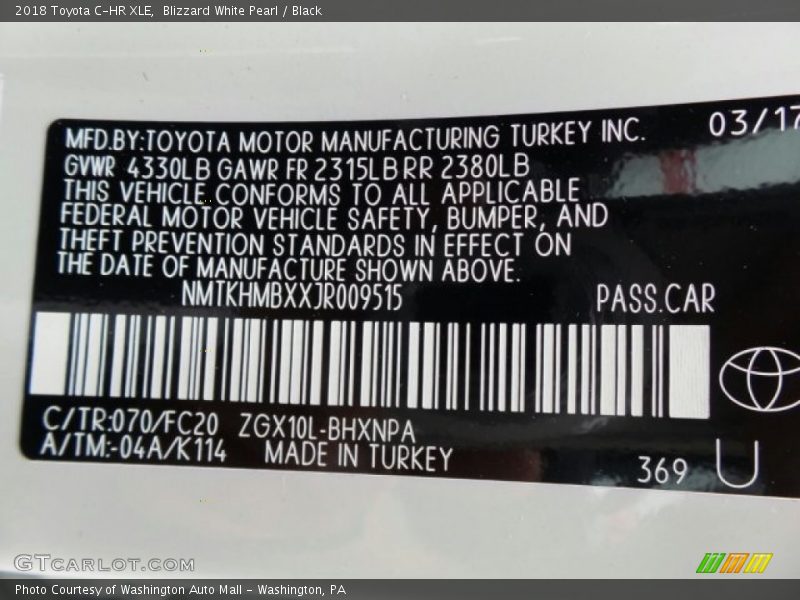 2018 Toyota C-HR XLE, Blizzard White Pearl / Black
MFD.BY:TOYOTA MOTOR MANUFACTURING TURKEY INC. 03/17
GVWR 4330LB GAWR FR 2315LB RR 2380LB
THIS VEHICLE CONFORMS TO ALL APPLICABLE
FEDERAL MOTOR VEHICLE SAFETY, BUMPER, AND
THEFT PREVENTION STANDARDS IN EFFECT ON
THE DATE OF MANUFACTURE SHOWN ABOVE.
NMTKHMBXXJR009515 PASS.CAR
C/TR:070/FC20 ZGX10L-BHXNPA
A/TM:-04A/K114 MADE IN TURKEY
369 U
GTCARLOT.COM
Photo Courtesy of Washington Auto Mall - Washington, PA